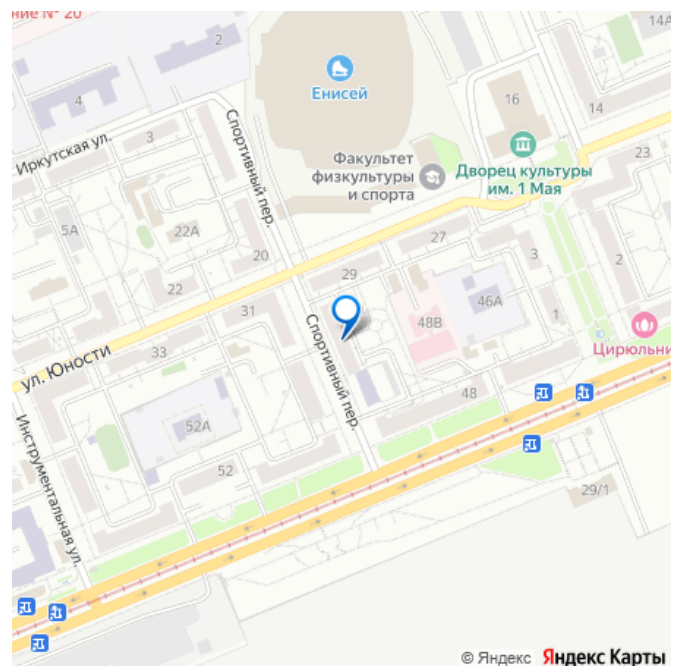 ние № 20
14А
2
4
Енисей
16
14
Иркутская ул.
3
Спортивный пер.
Факультет
физкультуры
и спорта
Дворец культуры
им. 1 Мая
23
5А
22А
20
27
3
2
22
29
31
46А
48В
1
Цирюльни
33
ул. Юности
Спортивный пер.
48
52А
52
Инструментальная ул.
29/1
© Яндекс Яндекс Карты